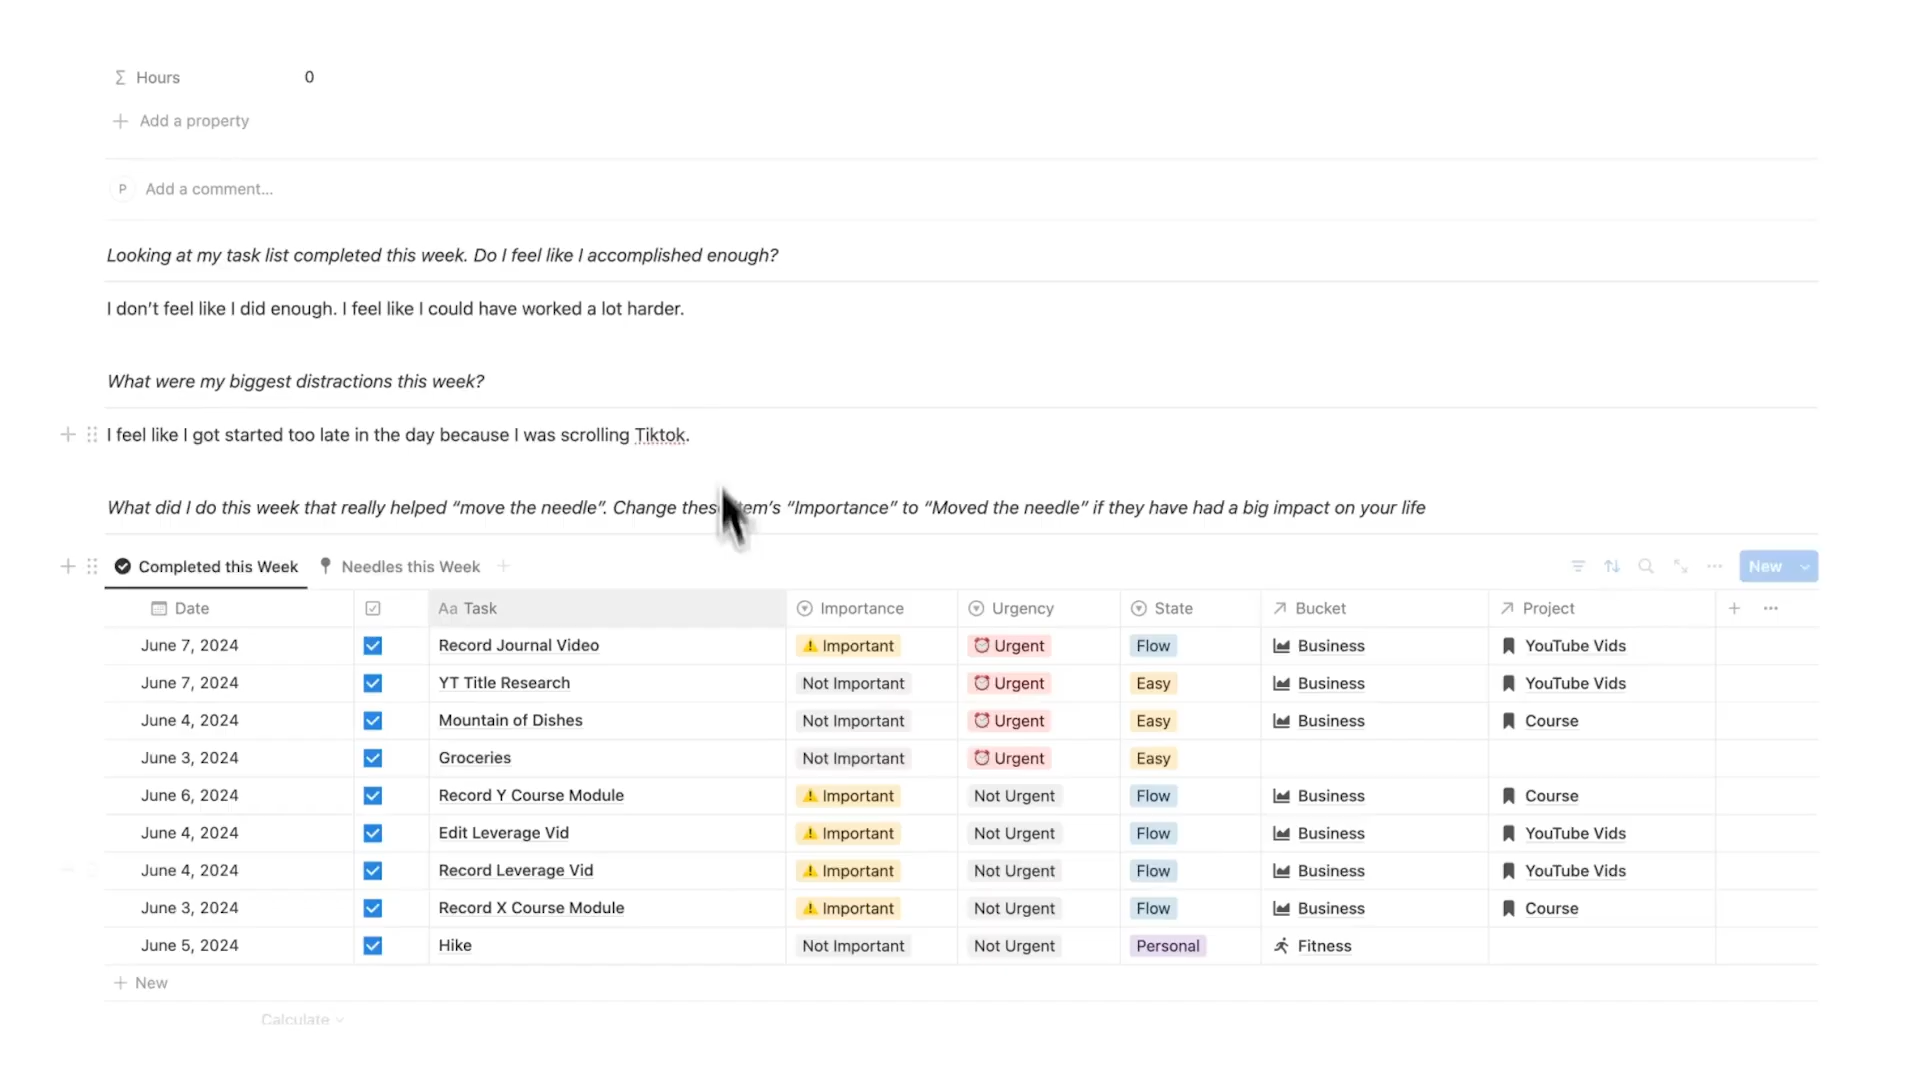 Hours 0
Add a property
P Add a comment...
Looking at my task list completed this week. Do I feel like I accomplished enough?
I don't feel like I did enough. I feel like I could have worked a lot harder.
What were my biggest distractions this week?
I feel like I got started too late in the day because I was scrolling Tiktok.
What did I do this week that really helped “move the needle”. Change “Importance” to “Moved the needle” if they have had a big impact on your life
Completed this Week Needles this Week New
Date Aa Task Importance Urgency State Bucket Project
June 7, 2024 Record Journal Video Important Urgent Flow Business YouTube Vids
June 7, 2024 YT Title Research Not Important Urgent Easy Business YouTube Vids
June 4, 2024 Mountain of Dishes Not Important Urgent Easy Business Course
June 3, 2024 Groceries Not Important Urgent Easy
June 6, 2024 Record Y Course Module Important Not Urgent Flow Business Course
June 4, 2024 Edit Leverage Vid Important Not Urgent Flow Business YouTube Vids
June 4, 2024 Record Leverage Vid Important Not Urgent Flow Business YouTube Vids
June 3, 2024 Record X Course Module Important Not Urgent Flow Business Course
June 5, 2024 Hike Not Important Not Urgent Personal Fitness
New
Calculate